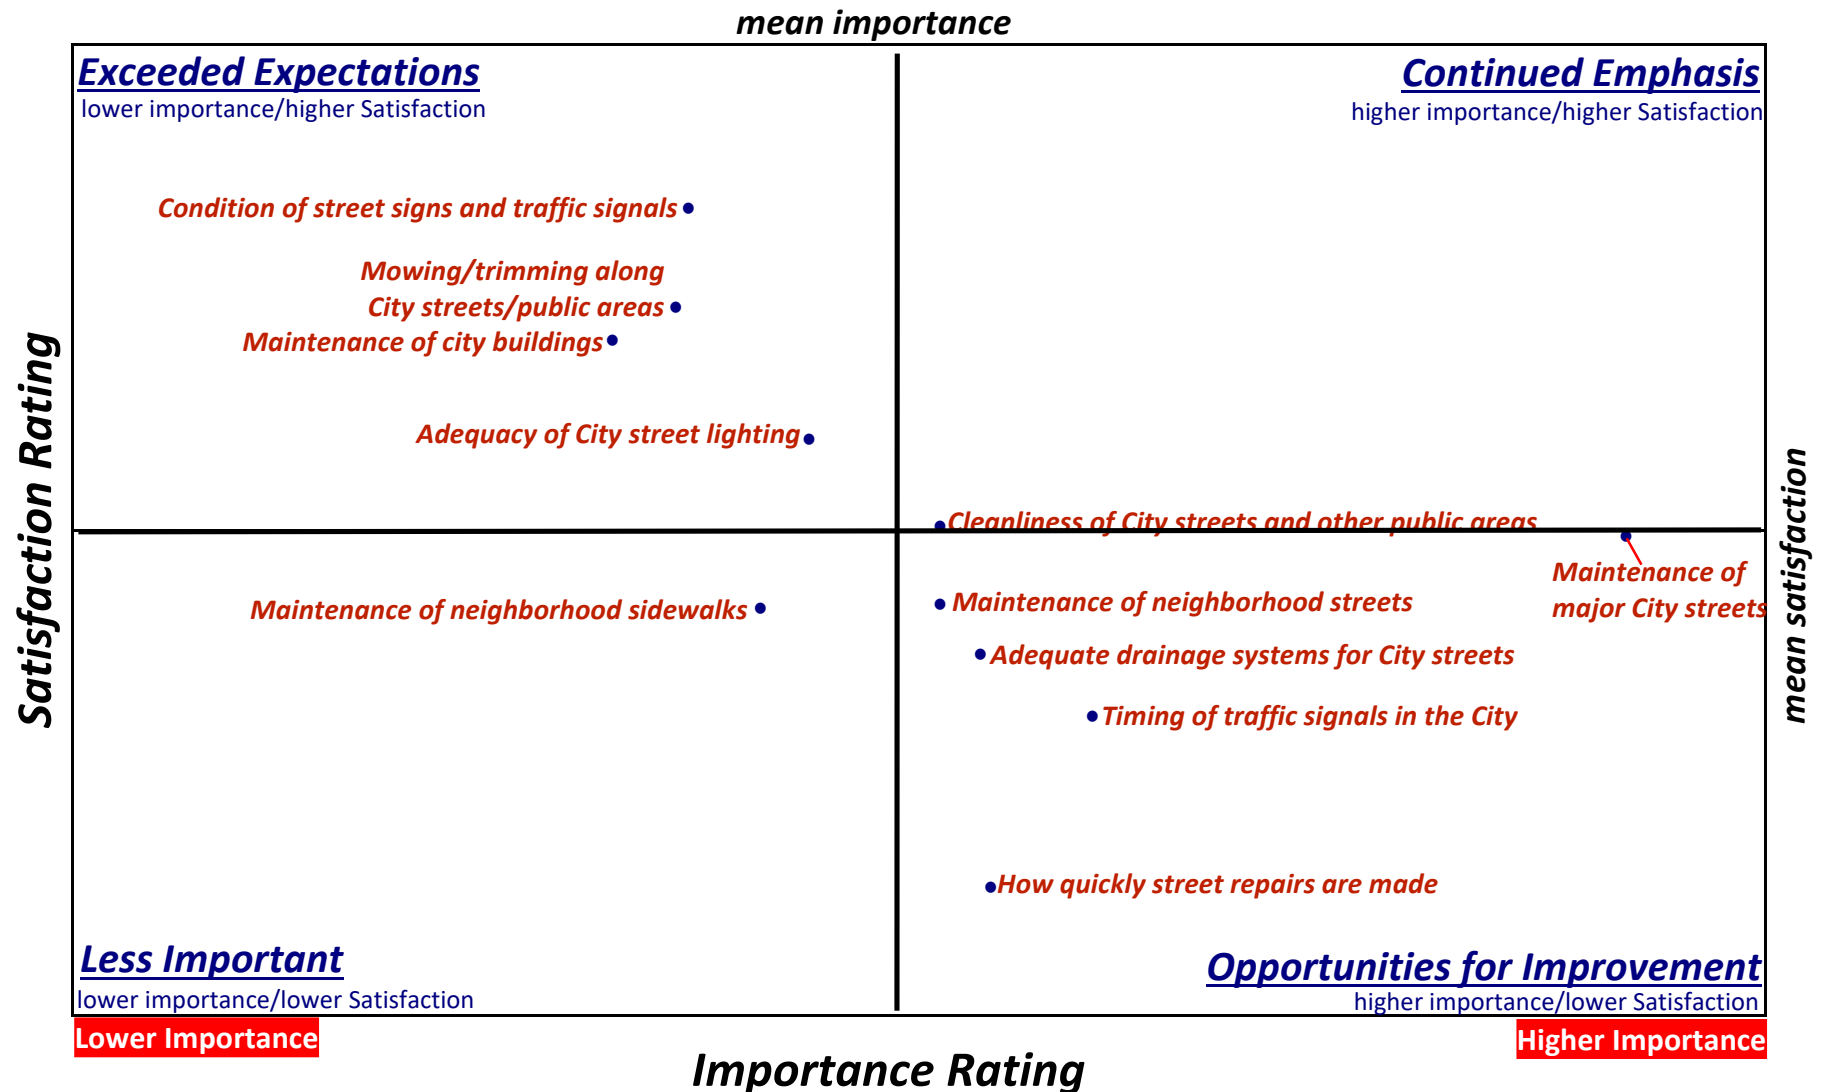 mean importance
Exceeded Expectations
lower importance/higher Satisfaction
Continued Emphasis
higher importance/higher Satisfaction
Condition of street signs and traffic signals
Mowing/trimming along
City streets/public areas
Maintenance of city buildings
Adequacy of City street lighting
Satisfaction Rating
mean satisfaction
Cleanliness of City streets and other public areas
Maintenance of
major City streets
Maintenance of neighborhood sidewalks
Maintenance of neighborhood streets
Adequate drainage systems for City streets
Timing of traffic signals in the City
How quickly street repairs are made
Less Important
lower importance/lower Satisfaction
Opportunities for Improvement
higher importance/lower Satisfaction
Lower Importance
Higher Importance
Importance Rating